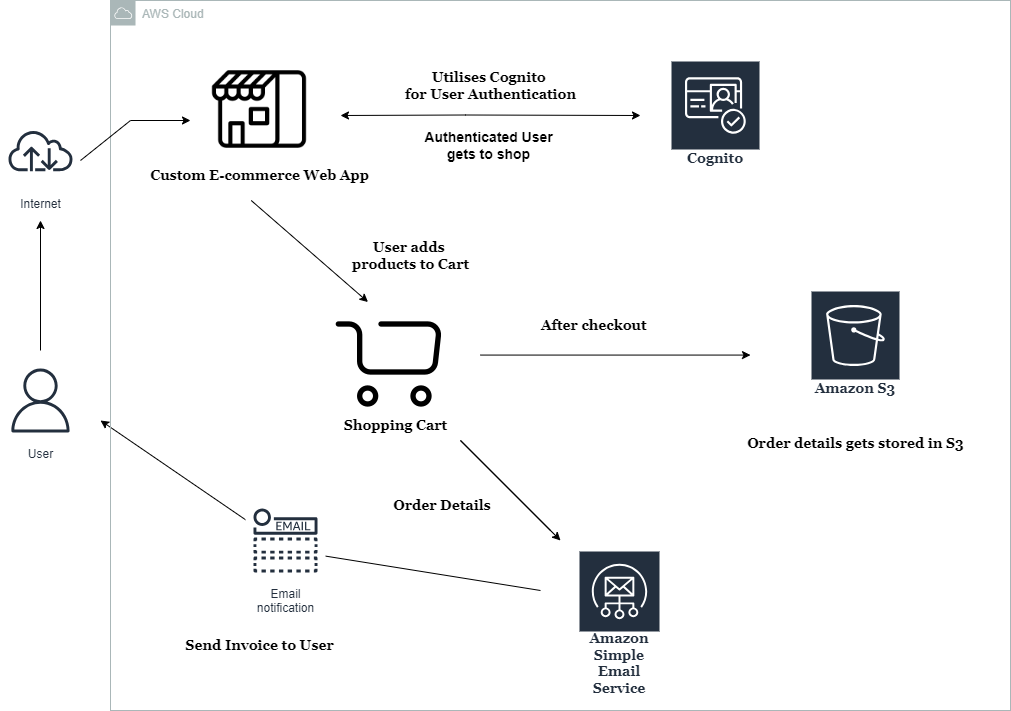 AWS Cloud
Utilises Cognito
for User Authentication
Authenticated User
gets to shop
Cognito
Custom E-commerce Web App
Internet
User adds
products to Cart
After checkout
Amazon S3
Shopping Cart
Order details gets stored in S3
User
Order Details
EMAIL
Email
notification
Send Invoice to User
Amazon
Simple
Email
Service